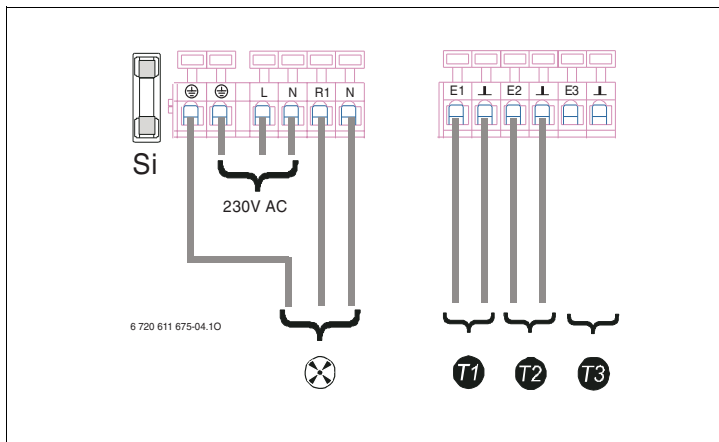 L N R1 N
E1 E2 E3
Si
230V AC
6 720 611 675-04.1O
T1 T2 T3